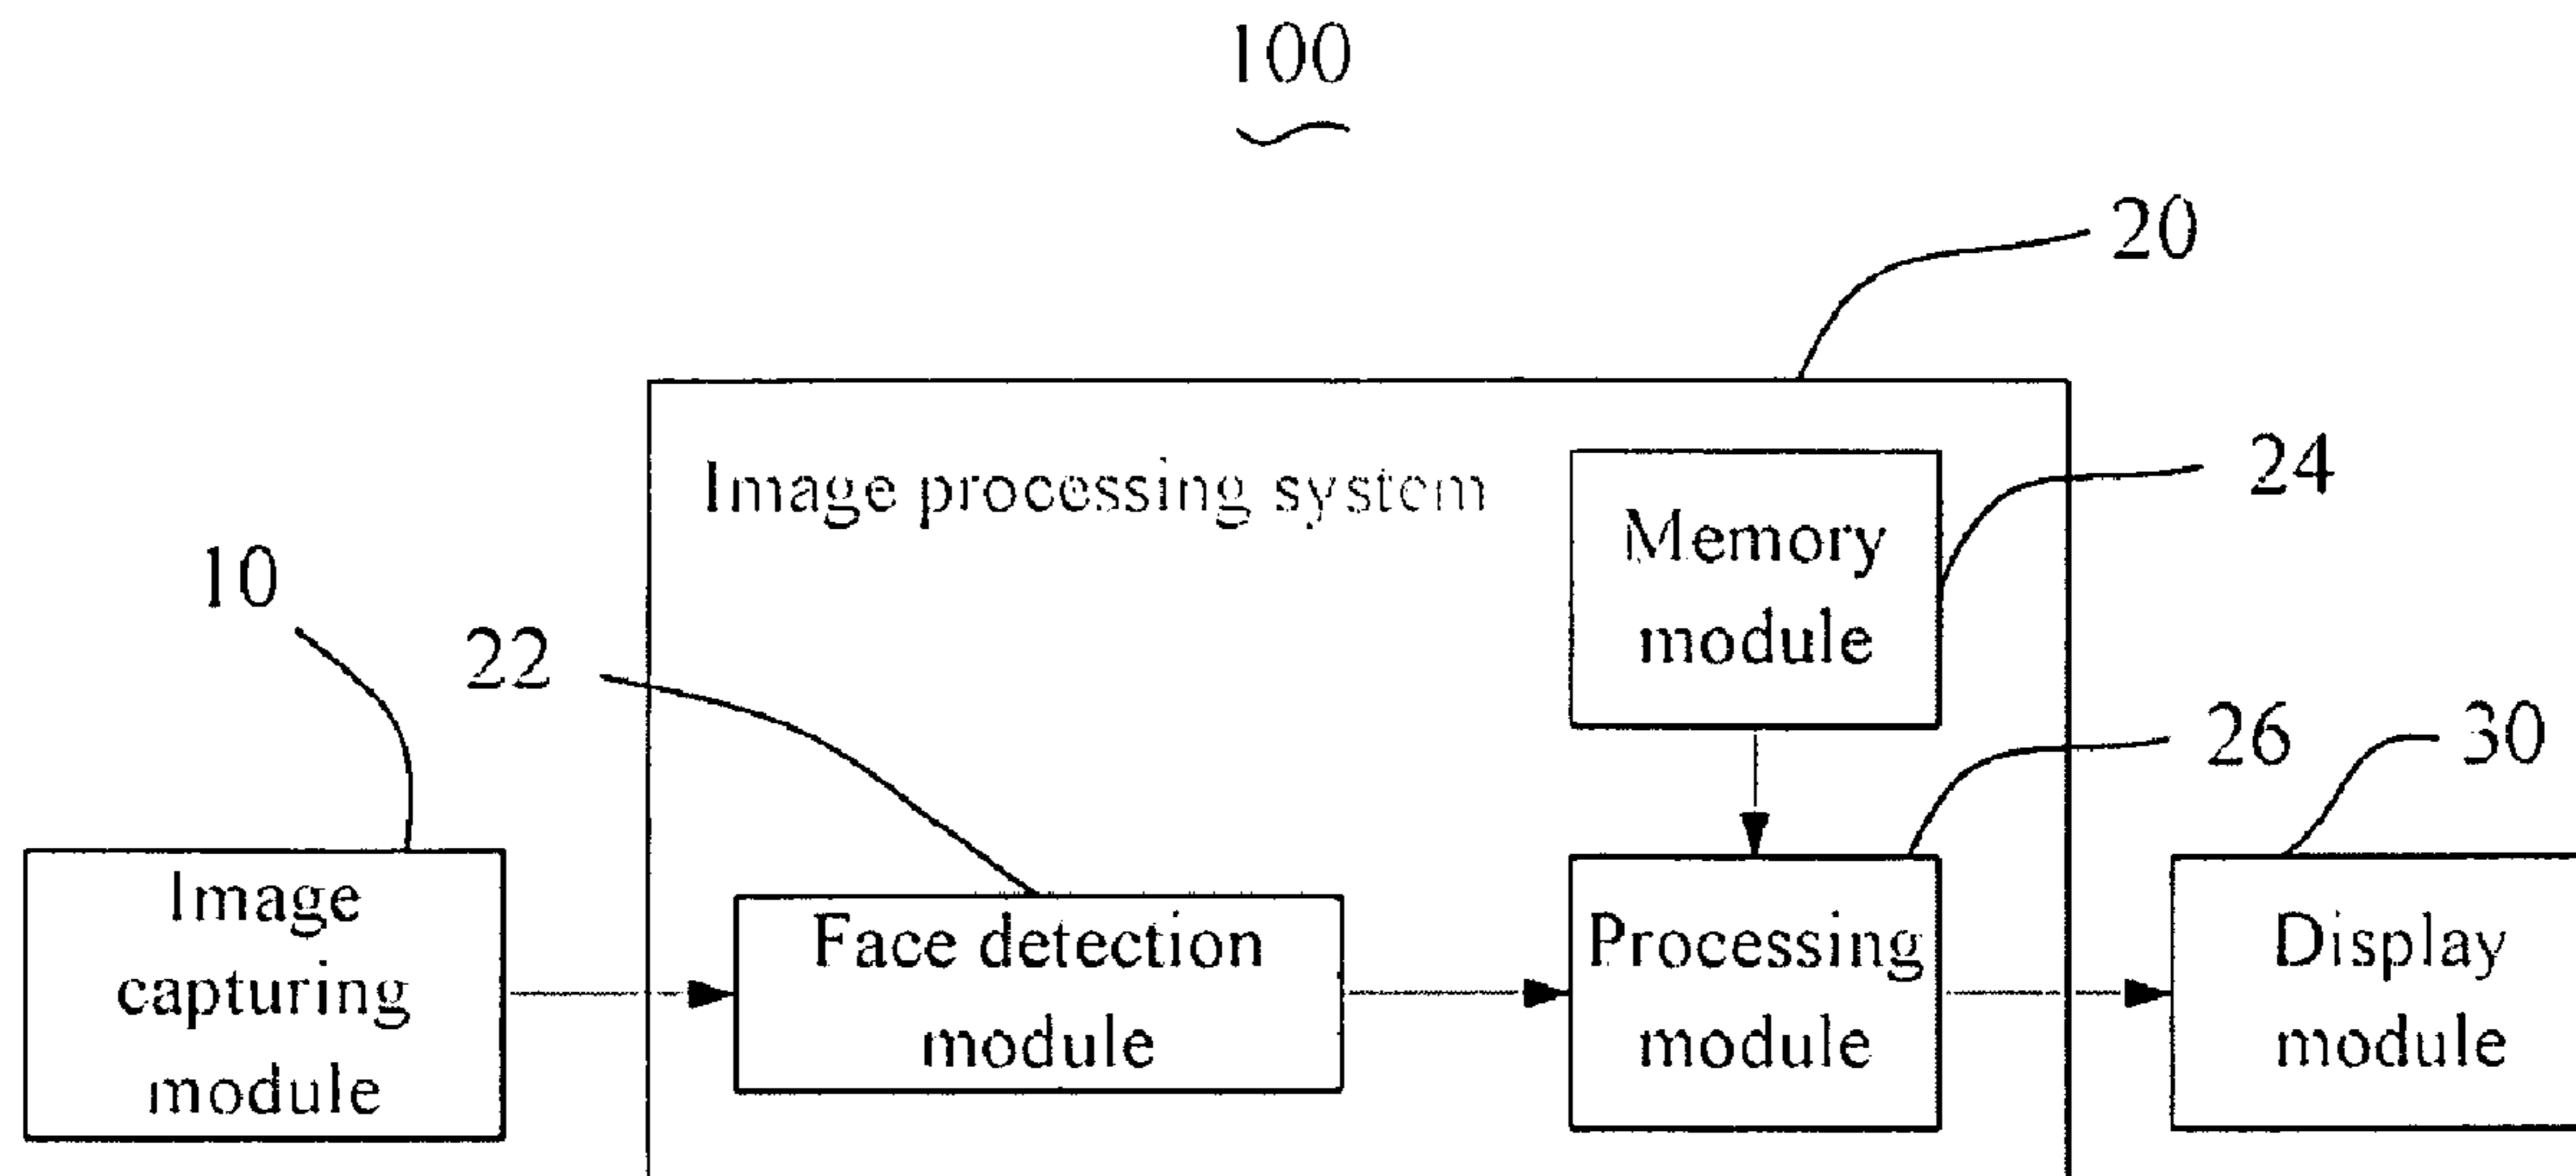 100
20
Image processing system
24
Memory
module
10
22
26
30
Image
capturing
module
Face detection
module
Processing
module
Display
module